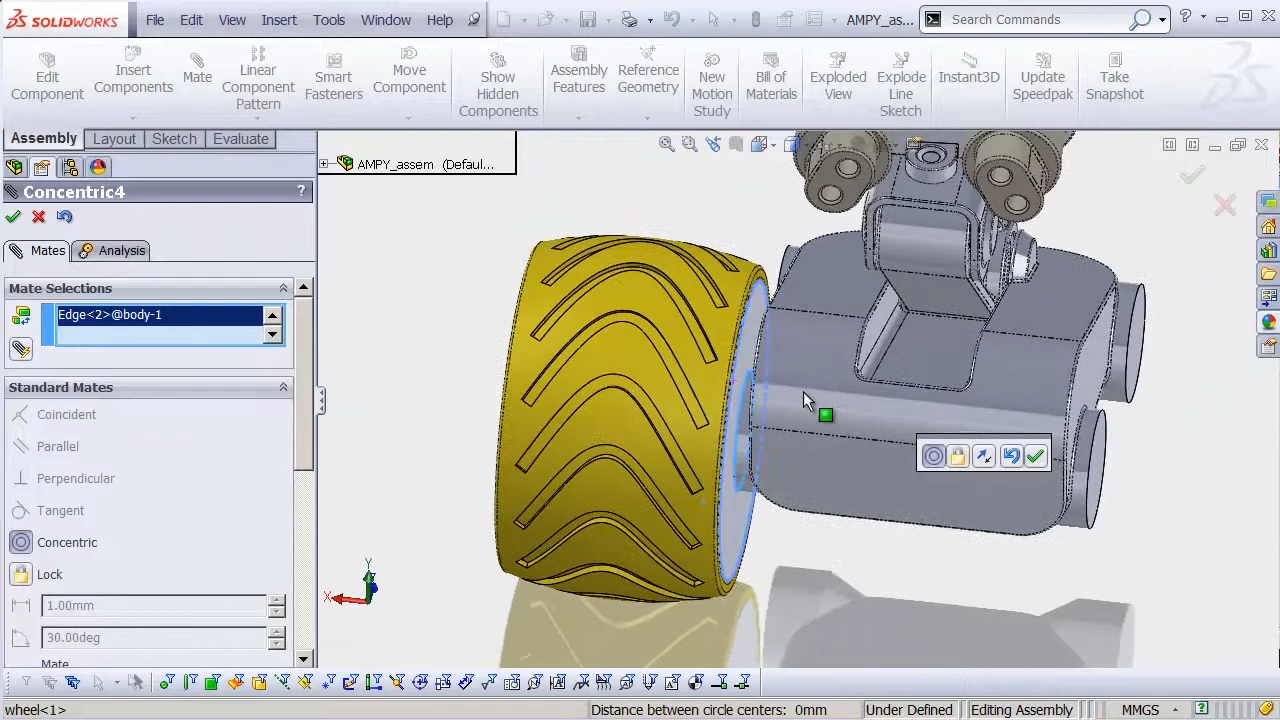 SOLIDWORKS File Edit View Insert Tools Window Help AMPY_as... Search Commands ?
Edit Component
Insert Components
Mate
Linear Component Pattern
Smart Fasteners
Move Component
Show Hidden Components
Assembly Features
Reference Geometry
New Motion Study
Bill of Materials
Exploded View
Explode Line Sketch
Instant3D
Update Speedpak
Take Snapshot
Assembly Layout Sketch Evaluate
AMPY_assem (Defaul...
Concentric4 ?
Mates Analysis
Mate Selections
Edge<2>@body-1
Standard Mates
Coincident
Parallel
Perpendicular
Tangent
Concentric
Lock
1.00mm
30.00deg
Mate
Y
X
wheel<1> Distance between circle centers: 0mm Under Defined Editing Assembly MMGS ?